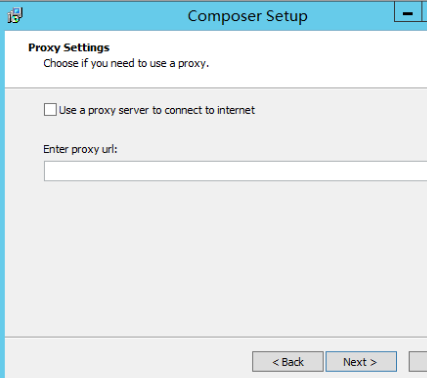 Composer Setup
Proxy Settings
Choose if you need to use a proxy.
Use a proxy server to connect to internet
Enter proxy url:
< Back Next >